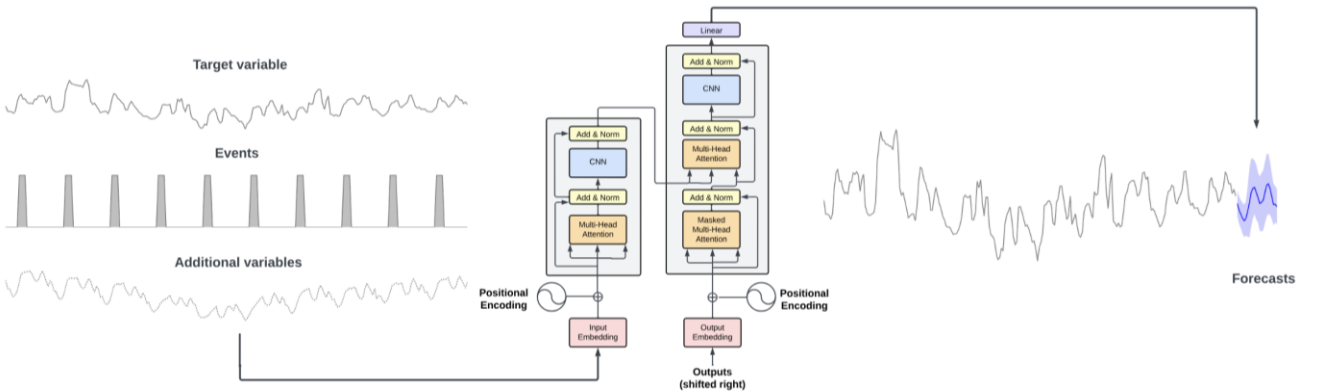 Target variable
Events
Additional variables
Positional
Encoding
Input
Embedding
Multi-Head
Attention
Add & Norm
CNN
Add & Norm
Linear
Add & Norm
CNN
Add & Norm
Multi-Head
Attention
Add & Norm
Masked
Multi-Head
Attention
Positional
Encoding
Output
Embedding
Outputs
(shifted right)
Forecasts